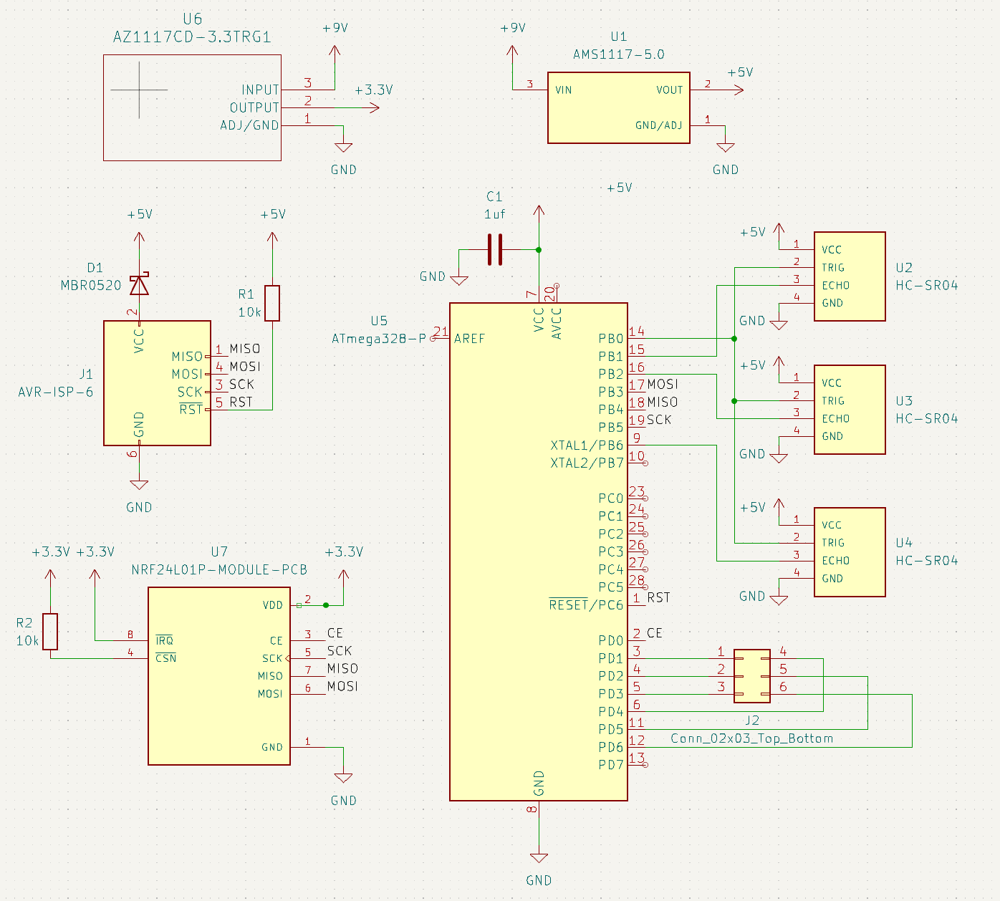 U6
AZ1117CD-3.3TRG1
+9V
INPUT 3
OUTPUT 2
+3.3V
ADJ/GND 1
GND
+9V
U1
AMS1117-5.0
3 VIN
VOUT 2
+5V
GND/ADJ 1
GND
+5V
D1
MBR0520
2
VCC
J1
AVR-ISP-6
MISO 1 MISO
MOSI 4 MOSI
SCK 3 SCK
RST 5 RST
GND
6
GND
+5V
R1
10k
C1
1uf
+5V
GND
U5
ATmega328-P
7
VCC
20
AVCC
21 AREF
PB0 14
PB1 15
PB2 16
PB3 17 MOSI
PB4 18 MISO
PB5 19 SCK
XTAL1/PB6 9
XTAL2/PB7 10
PC0 23
PC1 24
PC2 25
PC3 26
PC4 27
PC5 28
RESET/PC6 1 RST
PD0 2 CE
PD1 3
PD2 4
PD3 5
PD4 6
PD5 11
PD6 12
PD7 13
GND
8
GND
+5V
1 VCC
2 TRIG
3 ECHO
4 GND
GND
U2
HC-SR04
+5V
1 VCC
2 TRIG
3 ECHO
4 GND
GND
U3
HC-SR04
+5V
1 VCC
2 TRIG
3 ECHO
4 GND
GND
U4
HC-SR04
1 4
2 5
3 6
J2
Conn_02x03_Top_Bottom
+3.3V +3.3V
R2
10k
U7
NRF24L01P-MODULE-PCB
+3.3V
VDD 2
8 IRQ
4 CSN
CE 3 CE
SCK 5 SCK
MISO 7 MISO
MOSI 6 MOSI
GND 1
GND